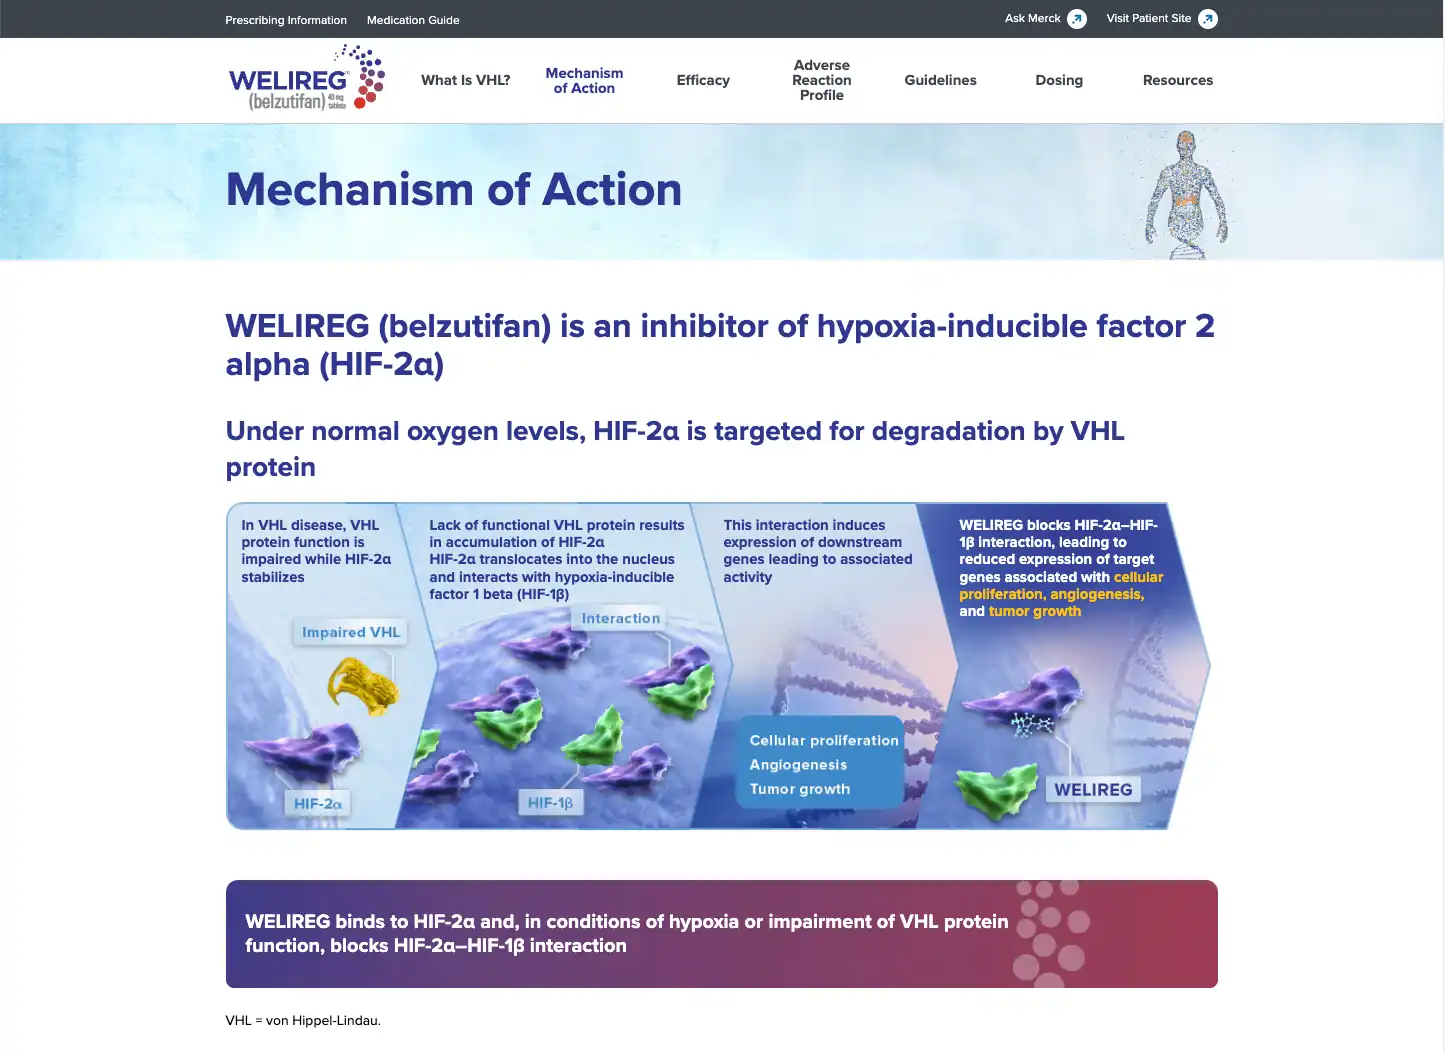 Prescribing Information Medication Guide Ask Merck Visit Patient Site
WELIREG
(belzutifan) 40 mg tablets
What Is VHL?
Mechanism
of Action
Efficacy
Adverse
Reaction
Profile
Guidelines
Dosing
Resources
Mechanism of Action
WELIREG (belzutifan) is an inhibitor of hypoxia-inducible factor 2
alpha (HIF-2α)
Under normal oxygen levels, HIF-2α is targeted for degradation by VHL
protein
In VHL disease, VHL
protein function is
impaired while HIF-2α
stabilizes
Impaired VHL
HIF-2α
Lack of functional VHL protein results
in accumulation of HIF-2α
HIF-2α translocates into the nucleus
and interacts with hypoxia-inducible
factor 1 beta (HIF-1β)
Interaction
HIF-1β
This interaction induces
expression of downstream
genes leading to associated
activity
Cellular proliferation
Angiogenesis
Tumor growth
WELIREG blocks HIF-2α–HIF-
1β interaction, leading to
reduced expression of target
genes associated with cellular
proliferation, angiogenesis,
and tumor growth
WELIREG
WELIREG binds to HIF-2α and, in conditions of hypoxia or impairment of VHL protein
function, blocks HIF-2α–HIF-1β interaction
VHL = von Hippel-Lindau.